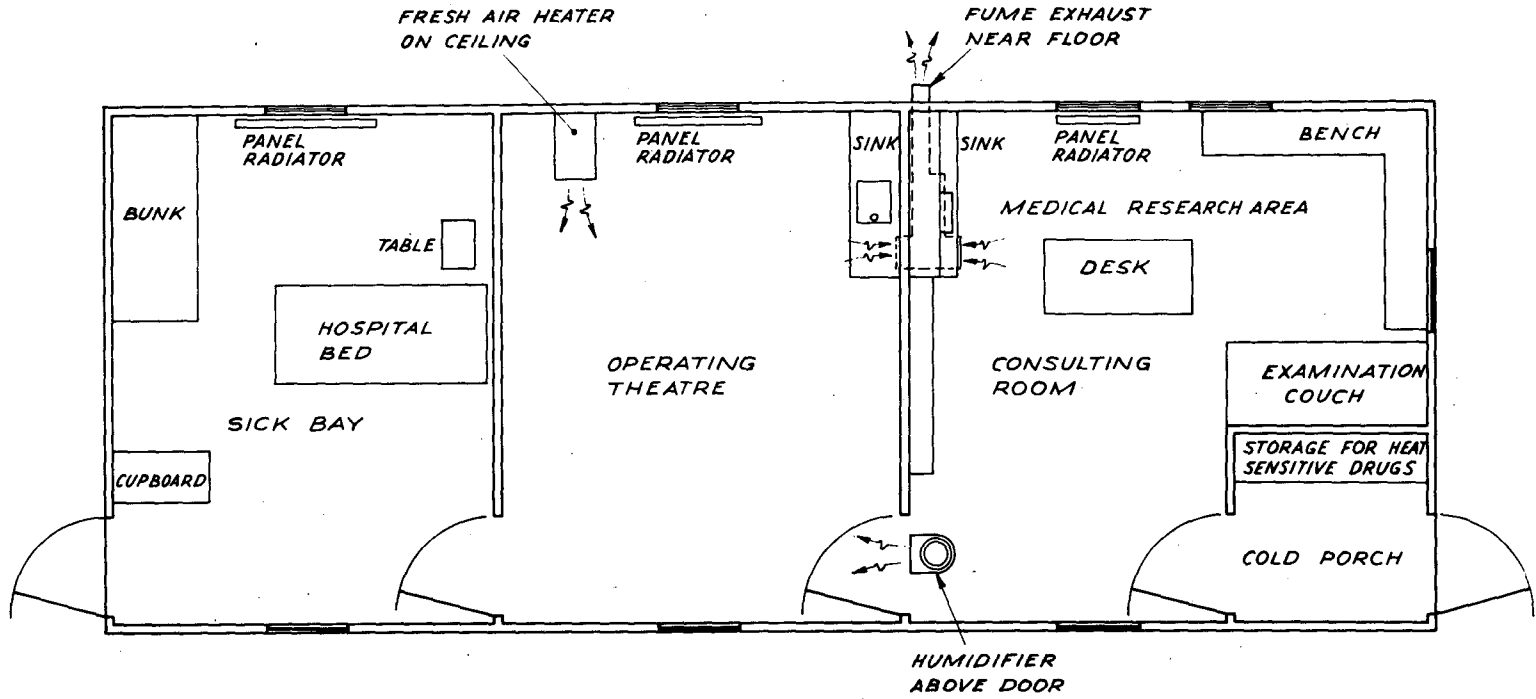 FRESH AIR HEATER
ON CEILING
FUME EXHAUST
NEAR FLOOR
PANEL
RADIATOR
PANEL
RADIATOR
SINK
SINK
PANEL
RADIATOR
BENCH
BUNK
TABLE
MEDICAL RESEARCH AREA
DESK
HOSPITAL
BED
OPERATING
THEATRE
CONSULTING
ROOM
EXAMINATION
COUCH
SICK BAY
CUPBOARD
STORAGE FOR HEAT
SENSITIVE DRUGS
COLD PORCH
HUMIDIFIER
ABOVE DOOR